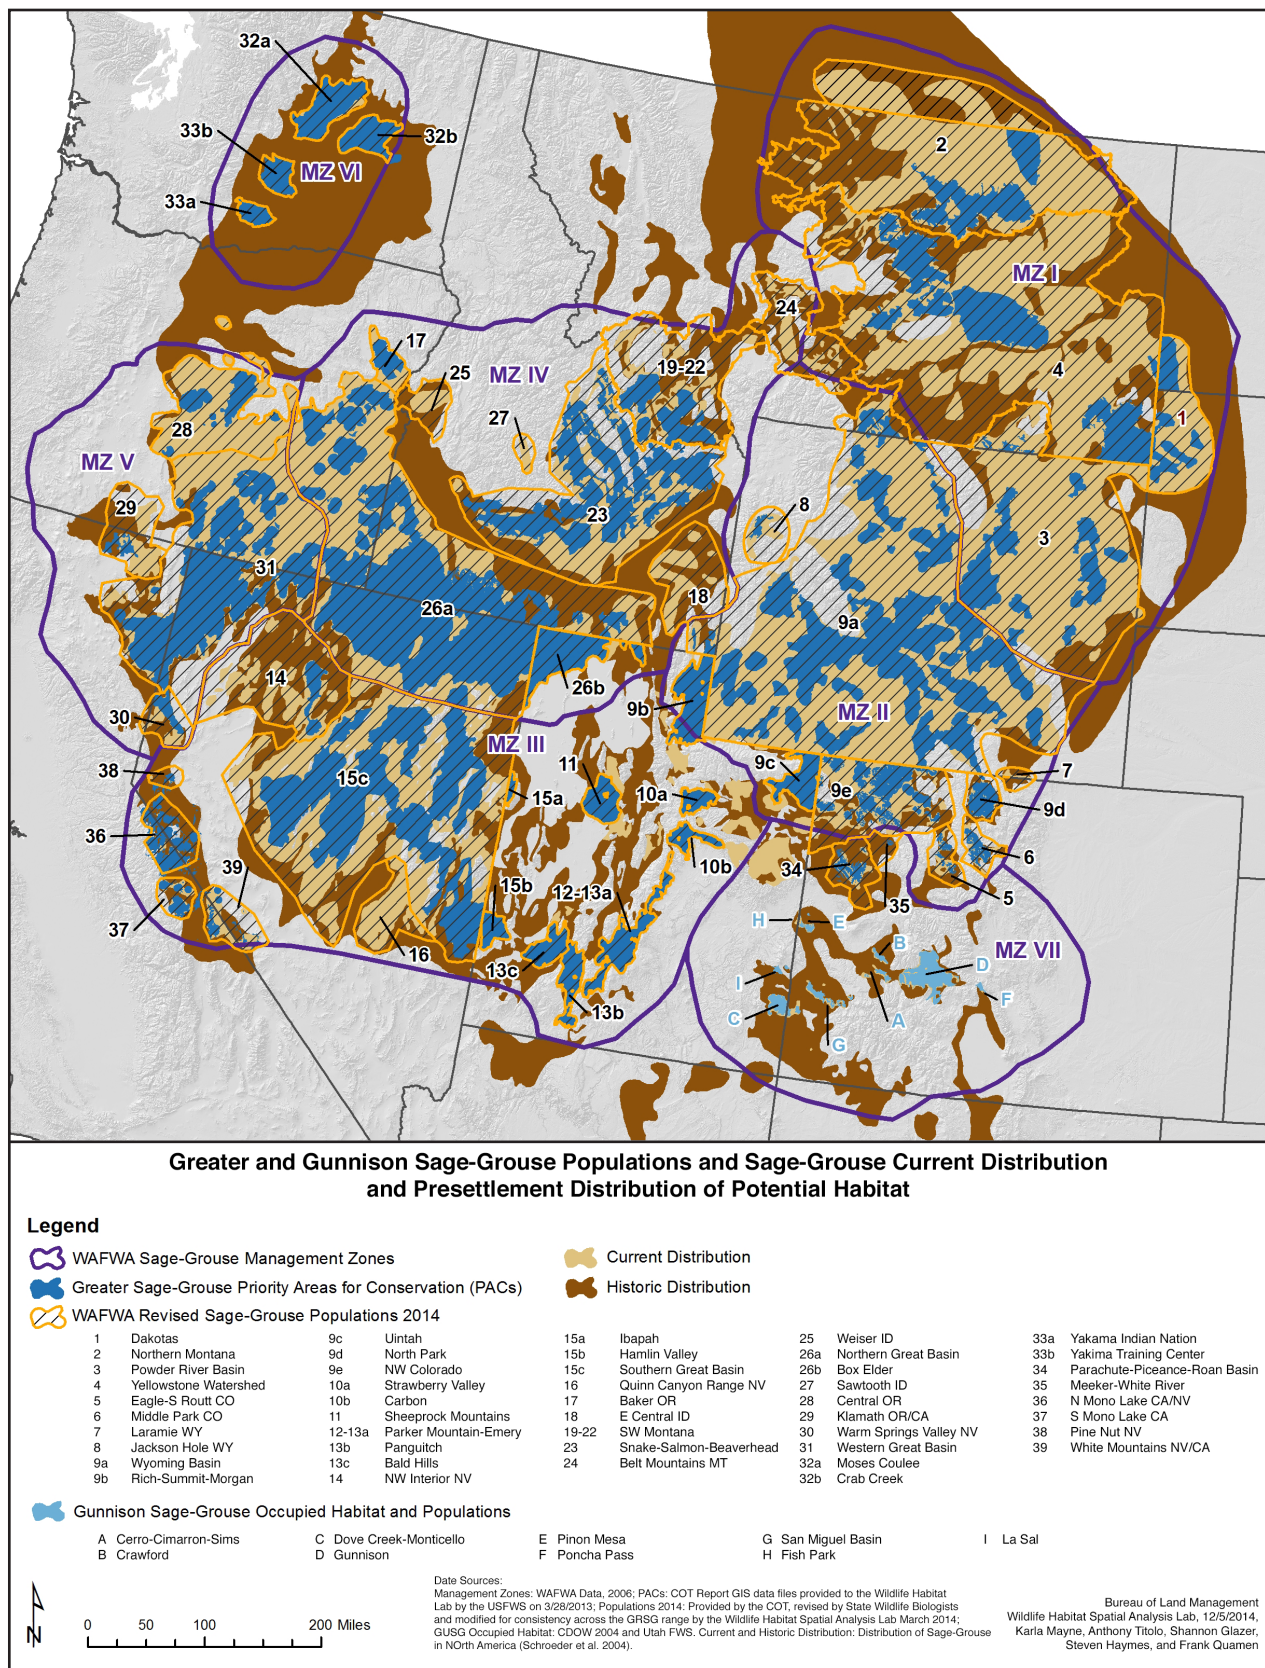 32a
33b
32b
MZ VI
33a
2
MZ I
24
17
19-22
25
MZ IV
4
27
28
1
MZ V
29
8
23
3
31
18
26a
9a
14
26b
9b
30
MZ II
MZ III
38
11
9c
7
15c
15a
10a
9e
9d
36
6
39
10b
34
15b
12-13a
5
37
35
H
E
B
16
MZ VII
13c
D
I
F
13b
C
A
G
Greater and Gunnison Sage-Grouse Populations and Sage-Grouse Current Distribution
and Presettlement Distribution of Potential Habitat
Legend
WAFWA Sage-Grouse Management Zones
Current Distribution
Greater Sage-Grouse Priority Areas for Conservation (PACs)
Historic Distribution
WAFWA Revised Sage-Grouse Populations 2014
1 Dakotas
2 Northern Montana
3 Powder River Basin
4 Yellowstone Watershed
5 Eagle-S Routt CO
6 Middle Park CO
7 Laramie WY
8 Jackson Hole WY
9a Wyoming Basin
9b Rich-Summit-Morgan
9c Uintah
9d North Park
9e NW Colorado
10a Strawberry Valley
10b Carbon
11 Sheeprock Mountains
12-13a Parker Mountain-Emery
13b Panguitch
13c Bald Hills
14 NW Interior NV
15a Ibapah
15b Hamlin Valley
15c Southern Great Basin
16 Quinn Canyon Range NV
17 Baker OR
18 E Central ID
19-22 SW Montana
23 Snake-Salmon-Beaverhead
24 Belt Mountains MT
25 Weiser ID
26a Northern Great Basin
26b Box Elder
27 Sawtooth ID
28 Central OR
29 Klamath OR/CA
30 Warm Springs Valley NV
31 Western Great Basin
32a Moses Coulee
32b Crab Creek
33a Yakama Indian Nation
33b Yakima Training Center
34 Parachute-Piceance-Roan Basin
35 Meeker-White River
36 N Mono Lake CA/NV
37 S Mono Lake CA
38 Pine Nut NV
39 White Mountains NV/CA
Gunnison Sage-Grouse Occupied Habitat and Populations
A Cerro-Cimarron-Sims
B Crawford
C Dove Creek-Monticello
D Gunnison
E Pinon Mesa
F Poncha Pass
G San Miguel Basin
H Fish Park
I La Sal
N
0 50 100 200 Miles
Date Sources:
Management Zones: WAFWA Data, 2006; PACs: COT Report GIS data files provided to the Wildlife Habitat
Lab by the USFWS on 3/28/2013; Populations 2014: Provided by the COT, revised by State Wildlife Biologists
and modified for consistency across the GRSG range by the Wildlife Habitat Spatial Analysis Lab March 2014;
GUSG Occupied Habitat: CDOW 2004 and Utah FWS. Current and Historic Distribution: Distribution of Sage-Grouse
in NOrth America (Schroeder et al. 2004).
Bureau of Land Management
Wildlife Habitat Spatial Analysis Lab, 12/5/2014,
Karla Mayne, Anthony Titolo, Shannon Glazer,
Steven Haymes, and Frank Quamen